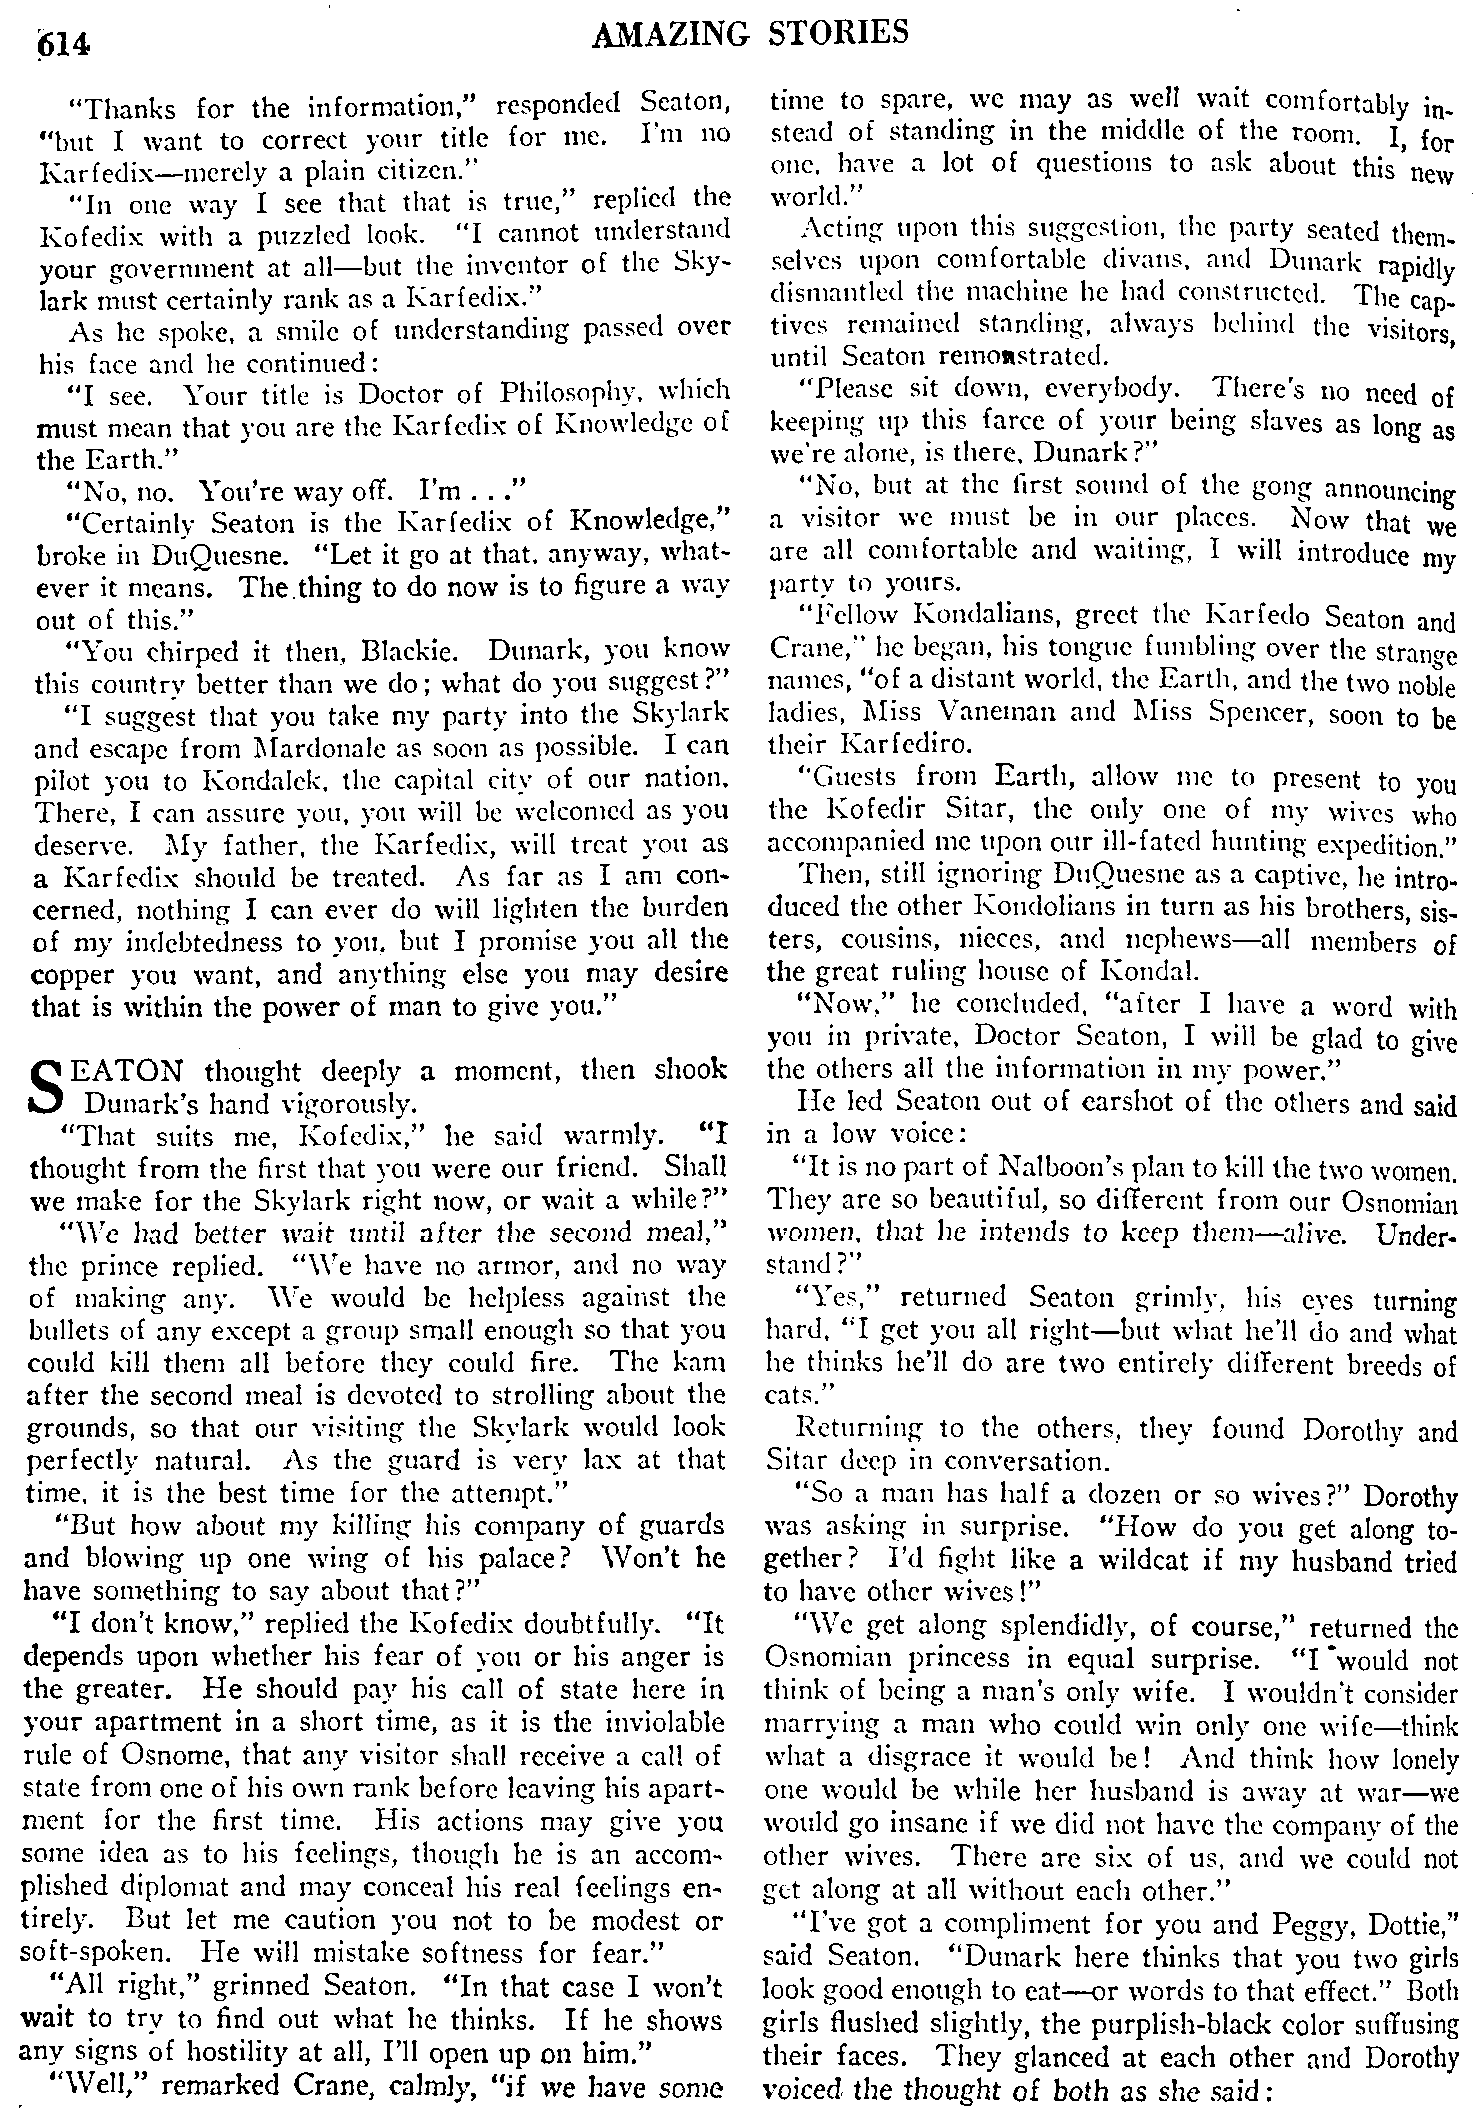 614
AMAZING STORIES
"Thanks for the information," responded Seaton,
"but I want to correct your title for me. I'm no
Karfedix—merely a plain citizen."
"In one way I see that that is true," replied the
Kofedix with a puzzled look. "I cannot understand
your government at all—but the inventor of the Sky-
lark must certainly rank as a Karfedix."
As he spoke, a smile of understanding passed over
his face and he continued:
"I see. Your title is Doctor of Philosophy, which
must mean that you are the Karfedix of Knowledge of
the Earth."
"No, no. You're way off. I'm . . ."
"Certainly Seaton is the Karfedix of Knowledge,"
broke in DuQuesne. "Let it go at that, anyway, what-
ever it means. The thing to do now is to figure a way
out of this."
"You chirped it then, Blackie. Dunark, you know
this country better than we do; what do you suggest?"
"I suggest that you take my party into the Skylark
and escape from Mardonale as soon as possible. I can
pilot you to Kondalek, the capital city of our nation.
There, I can assure you, you will be welcomed as you
deserve. My father, the Karfedix, will treat you as
a Karfedix should be treated. As far as I am con-
cerned, nothing I can ever do will lighten the burden
of my indebtedness to you, but I promise you all the
copper you want, and anything else you may desire
that is within the power of man to give you."
SEATON thought deeply a moment, then shook
Dunark's hand vigorously.
"That suits me, Kofedix," he said warmly. "I
thought from the first that you were our friend. Shall
we make for the Skylark right now, or wait a while?"
"We had better wait until after the second meal,"
the prince replied. "We have no armor, and no way
of making any. We would be helpless against the
bullets of any except a group small enough so that you
could kill them all before they could fire. The kam
after the second meal is devoted to strolling about the
grounds, so that our visiting the Skylark would look
perfectly natural. As the guard is very lax at that
time, it is the best time for the attempt."
"But how about my killing his company of guards
and blowing up one wing of his palace? Won't he
have something to say about that?"
"I don't know," replied the Kofedix doubtfully. "It
depends upon whether his fear of you or his anger is
the greater. He should pay his call of state here in
your apartment in a short time, as it is the inviolable
rule of Osnome, that any visitor shall receive a call of
state from one of his own rank before leaving his apart-
ment for the first time. His actions may give you
some idea as to his feelings, though he is an accom-
plished diplomat and may conceal his real feelings en-
tirely. But let me caution you not to be modest or
soft-spoken. He will mistake softness for fear."
"All right," grinned Seaton. "In that case I won't
wait to try to find out what he thinks. If he shows
any signs of hostility at all, I'll open up on him."
"Well," remarked Crane, calmly, "if we have some
time to spare, we may as well wait comfortably in-
stead of standing in the middle of the room. I, for
one, have a lot of questions to ask about this new
world."
Acting upon this suggestion, the party seated them-
selves upon comfortable divans, and Dunark rapidly
dismantled the machine he had constructed. The cap-
tives remained standing, always behind the visitors,
until Seaton remonstrated.
"Please sit down, everybody. There's no need of
keeping up this farce of your being slaves as long as
we're alone, is there, Dunark?"
"No, but at the first sound of the gong announcing
a visitor we must be in our places. Now that we
are all comfortable and waiting, I will introduce my
party to yours.
"Fellow Kondalians, greet the Karfedo Seaton and
Crane," he began, his tongue fumbling over the strange
names, "of a distant world, the Earth, and the two noble
ladies, Miss Vaneman and Miss Spencer, soon to be
their Karfediro.
"Guests from Earth, allow me to present to you
the Kofedir Sitar, the only one of my wives who
accompanied me upon our ill-fated hunting expedition."
Then, still ignoring DuQuesne as a captive, he intro-
duced the other Kondolians in turn as his brothers, sis-
ters, cousins, nieces, and nephews—all members of
the great ruling house of Kondal.
"Now," he concluded, "after I have a word with
you in private, Doctor Seaton, I will be glad to give
the others all the information in my power."
He led Seaton out of earshot of the others and said
in a low voice:
"It is no part of Nalboon's plan to kill the two women.
They are so beautiful, so different from our Osnomian
women, that he intends to keep them—alive. Under-
stand?"
"Yes," returned Seaton grimly, his eyes turning
hard, "I get you all right—but what he'll do and what
he thinks he'll do are two entirely different breeds of
cats."
Returning to the others, they found Dorothy and
Sitar deep in conversation.
"So a man has half a dozen or so wives?" Dorothy
was asking in surprise. "How do you get along to-
gether? I'd fight like a wildcat if my husband tried
to have other wives!"
"We get along splendidly, of course," returned the
Osnomian princess in equal surprise. "I would not
think of being a man's only wife. I wouldn't consider
marrying a man who could win only one wife—think
what a disgrace it would be! And think how lonely
one would be while her husband is away at war—we
would go insane if we did not have the company of the
other wives. There are six of us, and we could not
get along at all without each other."
"I've got a compliment for you and Peggy, Dottie,"
said Seaton. "Dunark here thinks that you two girls
look good enough to eat—or words to that effect." Both
girls flushed slightly, the purplish-black color suffusing
their faces. They glanced at each other and Dorothy
voiced the thought of both as she said: